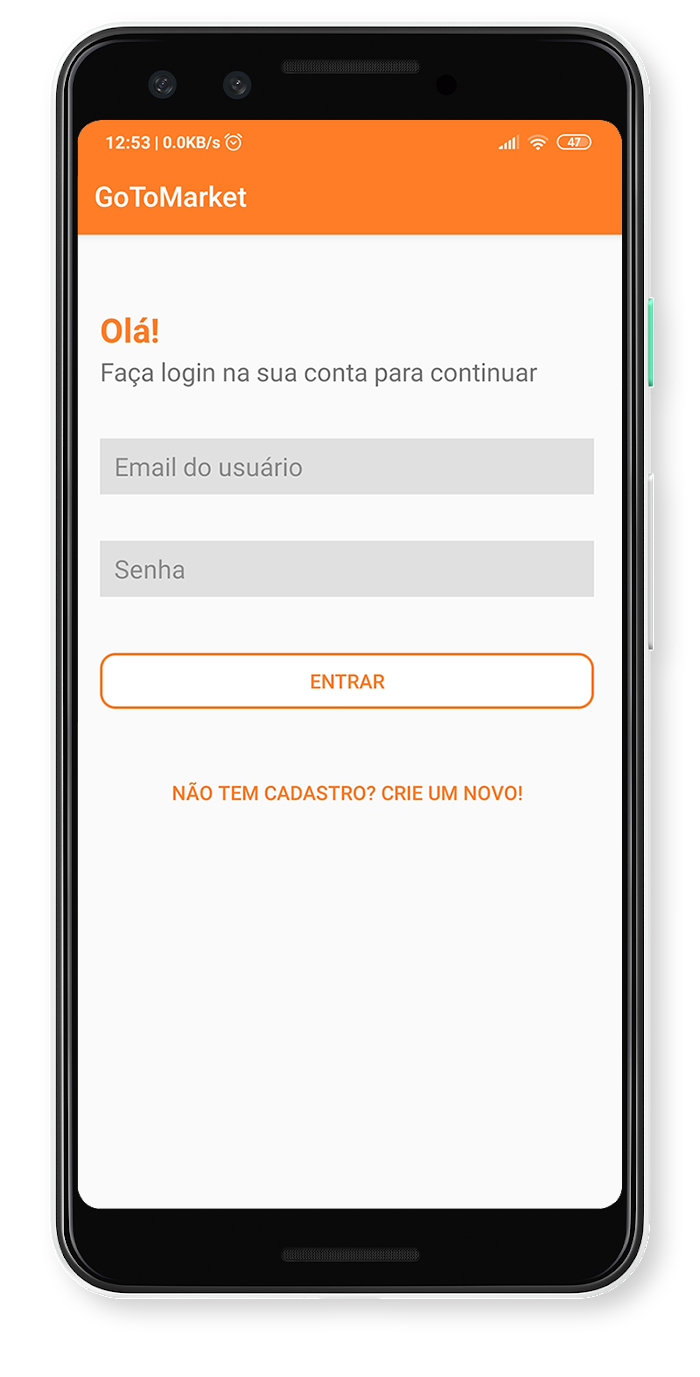 12:53 | 0.0KB/s 47
GoToMarket
Olá!
Faça login na sua conta para continuar
Email do usuário
Senha
ENTRAR
NÃO TEM CADASTRO? CRIE UM NOVO!